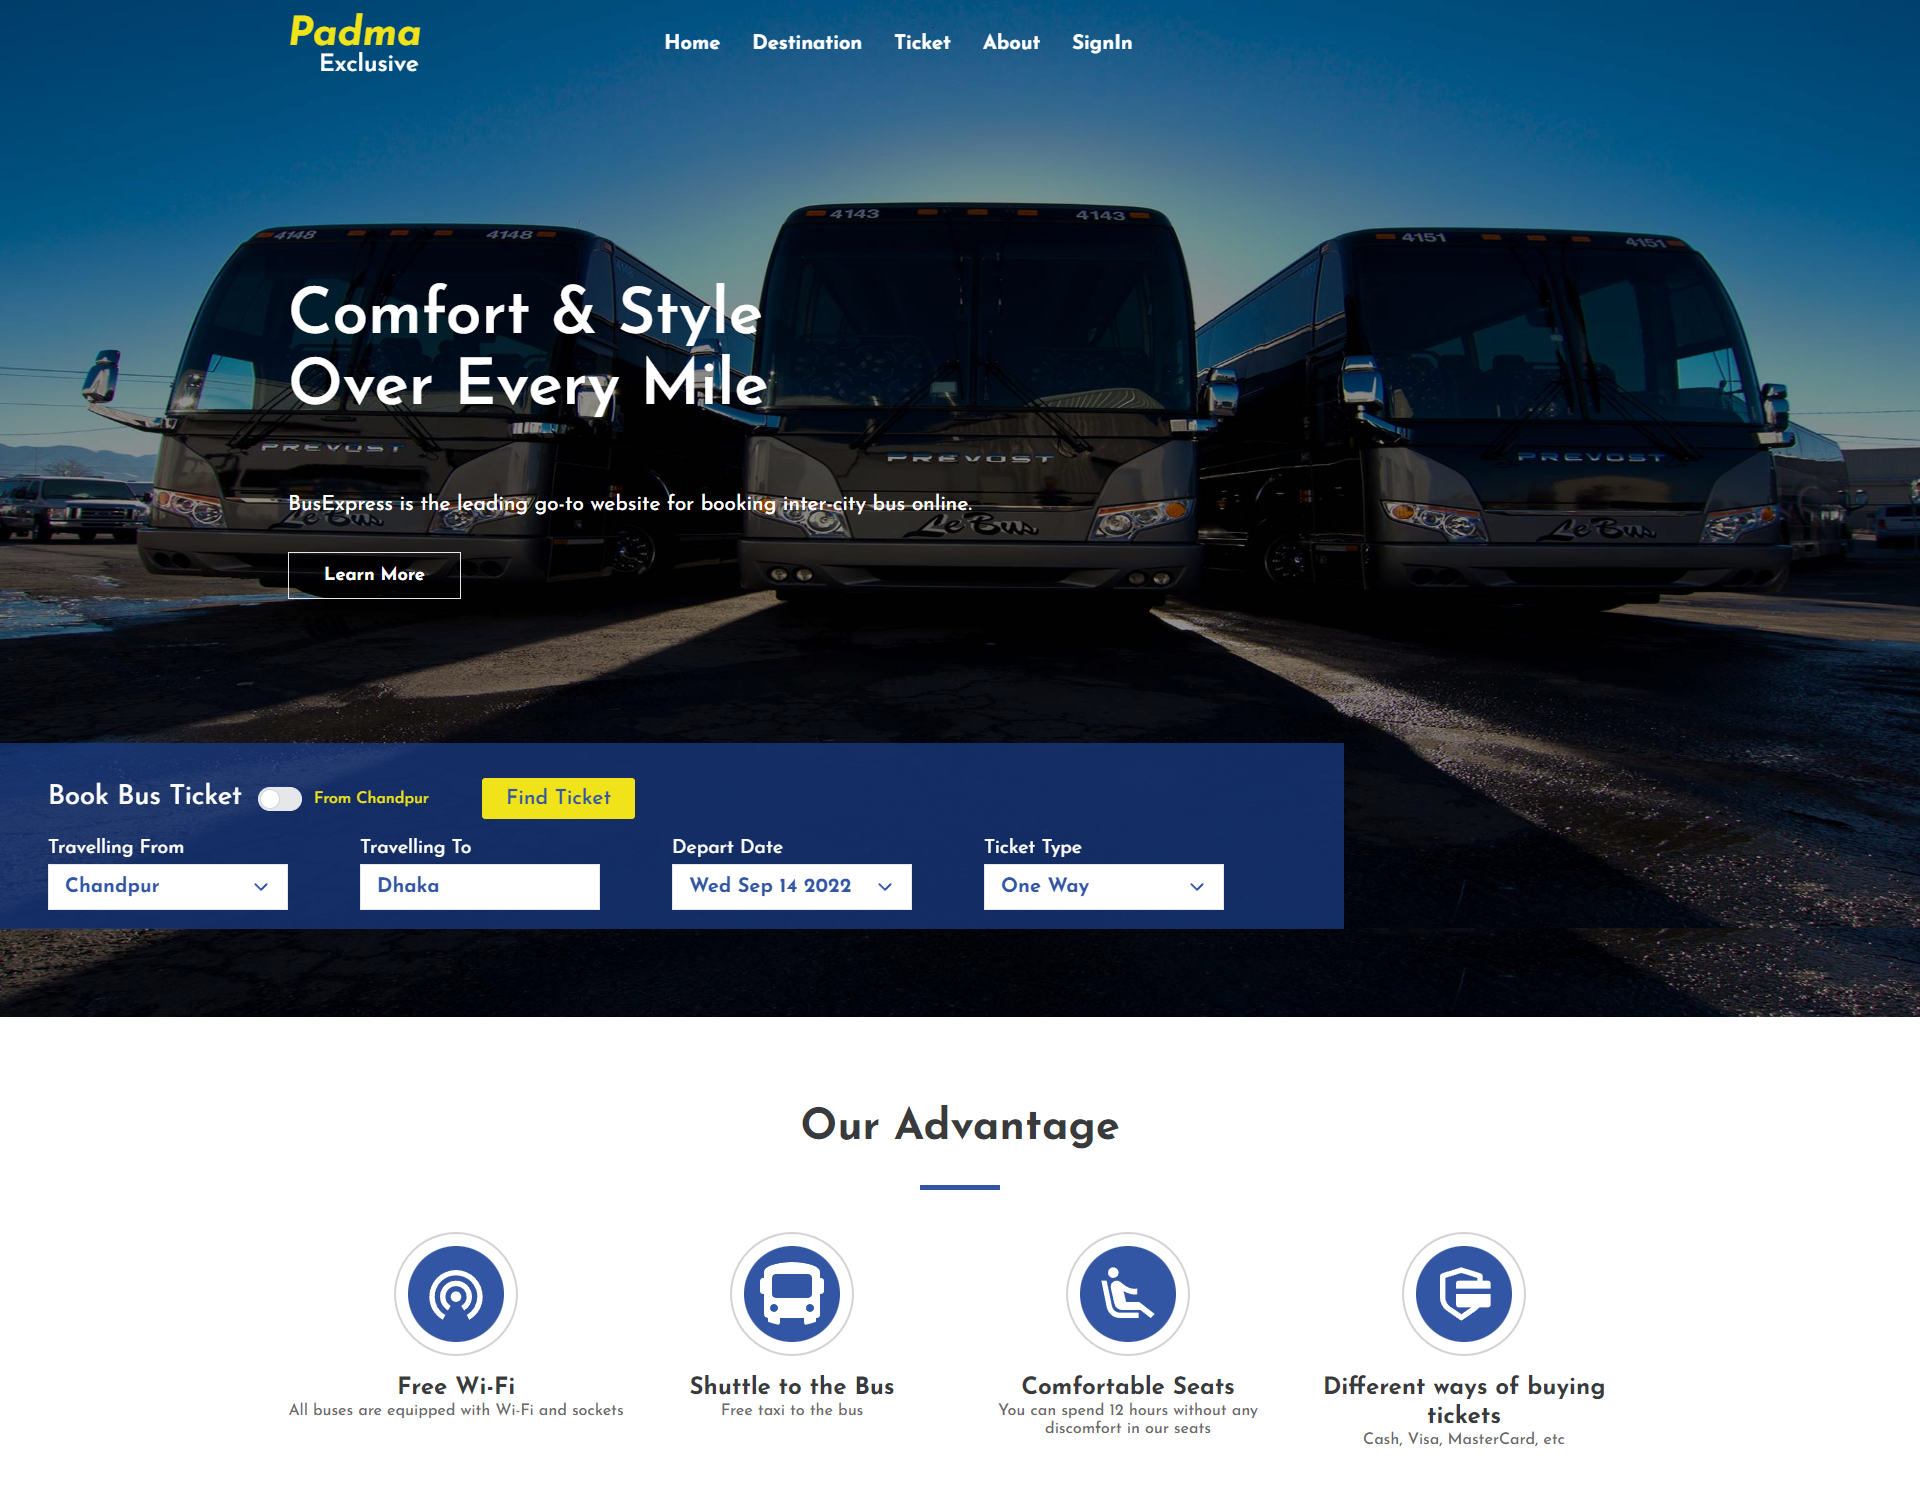 Padma
Exclusive
Home Destination Ticket About SignIn
4148 4148 4143 4143 4151 4151
Comfort & Style
Over Every Mile
PREVOST PREVOST PREVOST
BusExpress is the leading go-to website for booking inter-city bus online.
Le Bus Le Bus Le Bus
Learn More
Book Bus Ticket From Chandpur Find Ticket
Travelling From Travelling To Depart Date Ticket Type
Chandpur Dhaka Wed Sep 14 2022 One Way
Our Advantage
Free Wi-Fi
All buses are equipped with Wi-Fi and sockets
Shuttle to the Bus
Free taxi to the bus
Comfortable Seats
You can spend 12 hours without any
discomfort in our seats
Different ways of buying
tickets
Cash, Visa, MasterCard, etc